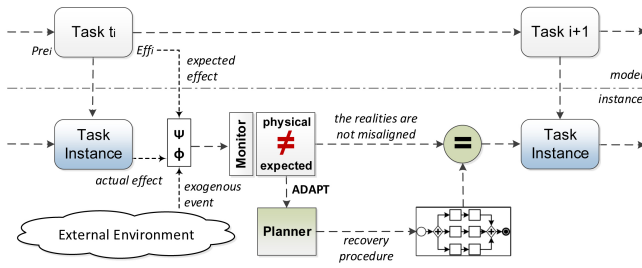 Task ti
Task i+1
Prei
Effi
expected
effect
model
instance
Task
Instance
Ψ
Φ
Monitor
physical
≠
expected
the realities are
not misaligned
=
Task
Instance
actual effect
exogenous
event
ADAPT
External Environment
Planner
recovery
procedure